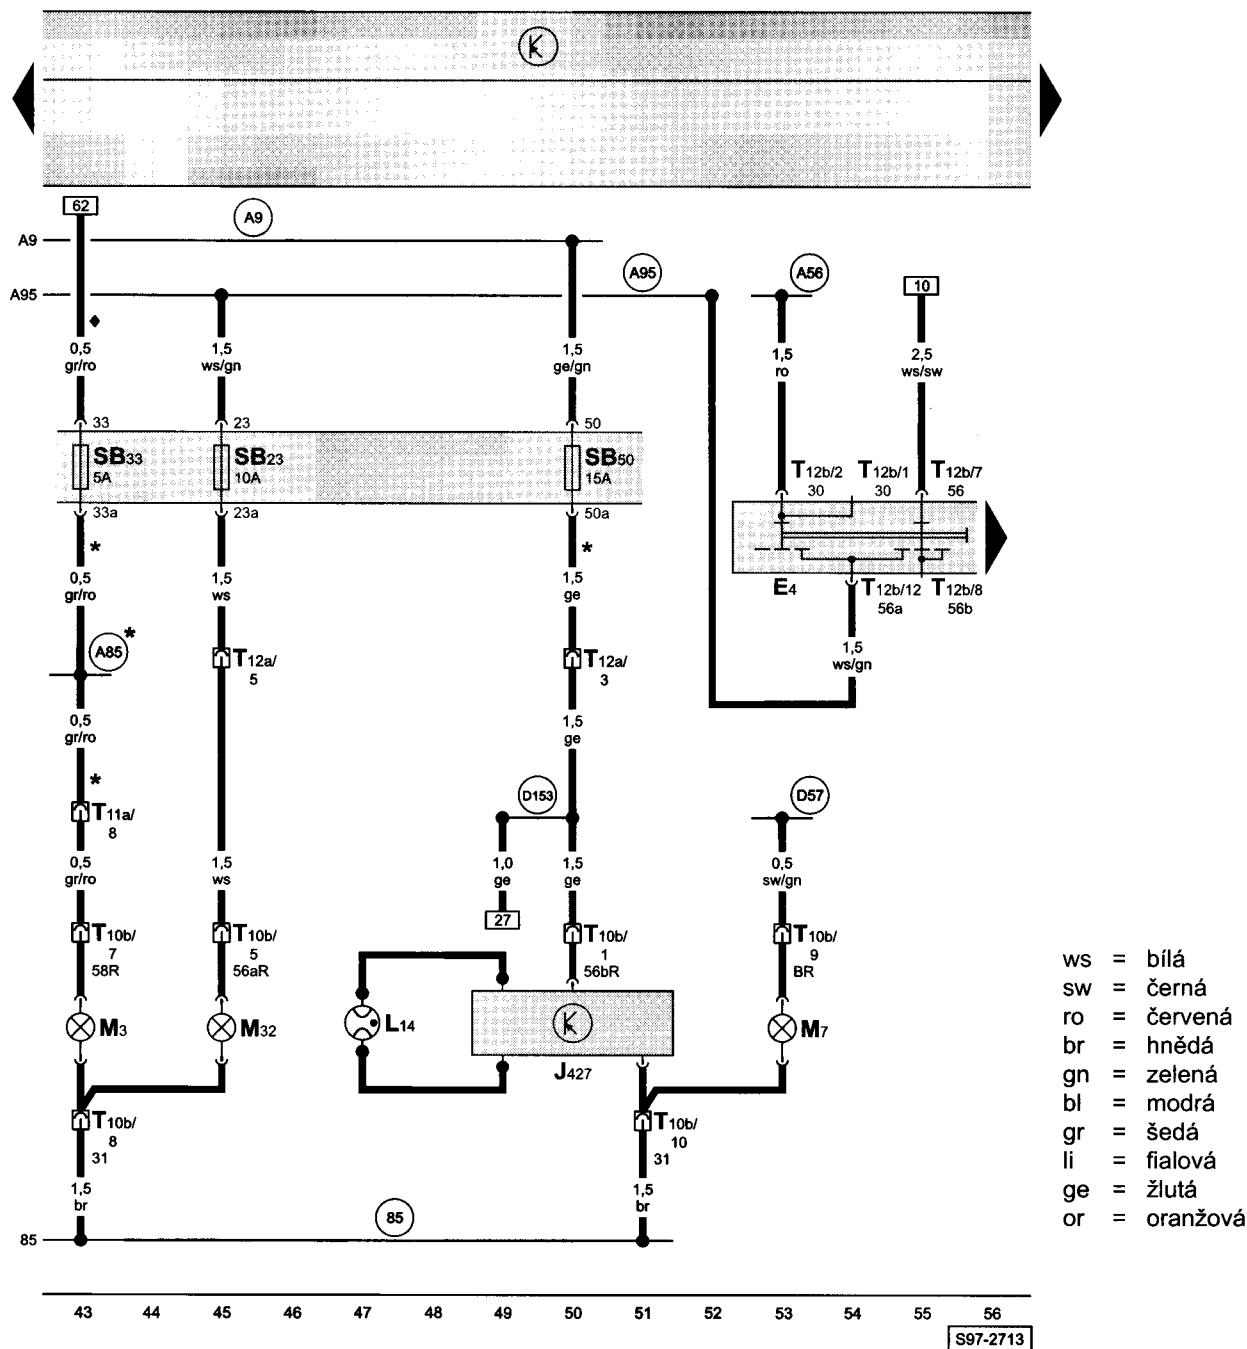 62
A9
A9
A95
A95
A56
10
0,5
gr/ro
1,5
ws/gn
1,5
ge/gn
1,5
ro
2,5
ws/sw
33
23
50
SB33
5A
SB23
10A
SB50
15A
T12b/2
30
T12b/1
30
T12b/7
56
33a
23a
50a
*
*
0,5
gr/ro
1,5
ws
1,5
ge
E4
T12b/12
56a
T12b/8
56b
A85
*
T12a/
5
T12a/
3
1,5
ws/gn
0,5
gr/ro
1,5
ge
*
T11a/
8
D153
D57
0,5
gr/ro
1,5
ws
1,0
ge
1,5
ge
0,5
sw/gn
27
T10b/
7
58R
T10b/
5
56aR
T10b/
1
56bR
T10b/
9
BR
M3
M32
L14
J427
M7
T10b/
8
31
T10b/
10
31
1,5
br
1,5
br
85
85
43 44 45 46 47 48 49 50 51 52 53 54 55 56
S97-2713
ws = bílá
sw = černá
ro = červená
br = hnědá
gn = zelená
bl = modrá
gr = šedá
li = fialová
ge = žlutá
or = oranžová